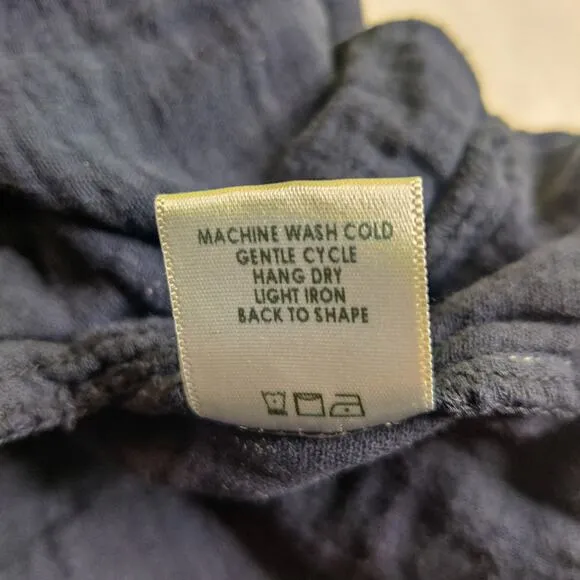 MACHINE WASH COLD
GENTLE CYCLE
HANG DRY
LIGHT IRON
BACK TO SHAPE